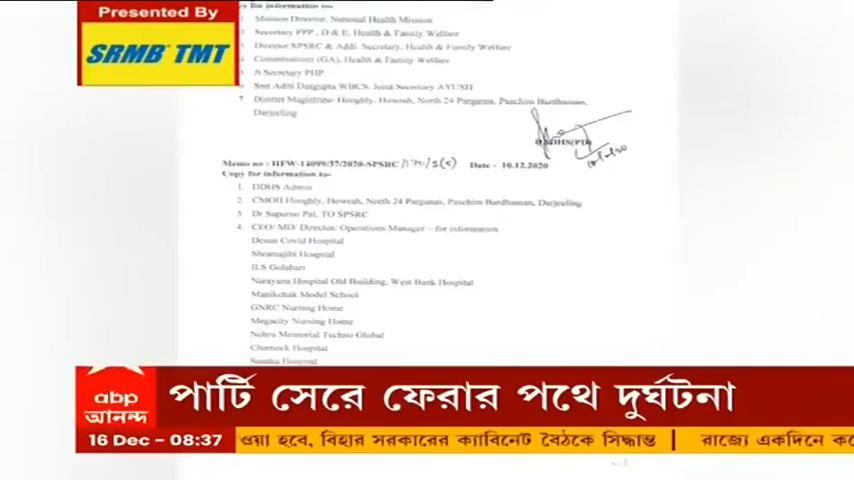 Presented By
SRMB TMT
py for information to:-
1. Mission Director, National Health Mission
2. Secretary PPP, D & E, Health & Family Welfare
3. Director SPSRC & Addl. Secretary, Health & Family Welfare
4. Commissioner (GA), Health & Family Welfare
5. Jt Secretary PHP
6. Smt Aditi Dasgupta WBCS, Joint Secretary AYUSH
7. District Magistrate- Hooghly, Howrah, North 24 Parganas, Paschim Bardhaman,
Darjeeling
Memo no : HFW-14099/37/2020-SPSRC Date - 10.12.2020
Copy for information to-
1. DDHS Admin
2. CMOH Hooghly, Howrah, North 24 Parganas, Paschim Bardhaman, Darjeeling
3. Dr Suparno Pal, TO SPSRC
4. CEO/ MD/ Director/ Operations Manager – for information
Desun Covid Hospital
Shramajibi Hospital
ILS Golabari
Narayana Hospital Old Building, West Bank Hospital
Manikchak Model School
GNRC Nursing Home
Megacity Nursing Home
Nehru Memorial Techno Global
Charnock Hospital
Sanaka Hospital
abp
আনন্দ
পার্টি সেরে ফেরার পথে দুর্ঘটনা
16 Dec - 08:37
ওয়া হবে, বিহার সরকারের ক্যাবিনেট বৈঠকে সিদ্ধান্ত | রাজ্যে একদিনে